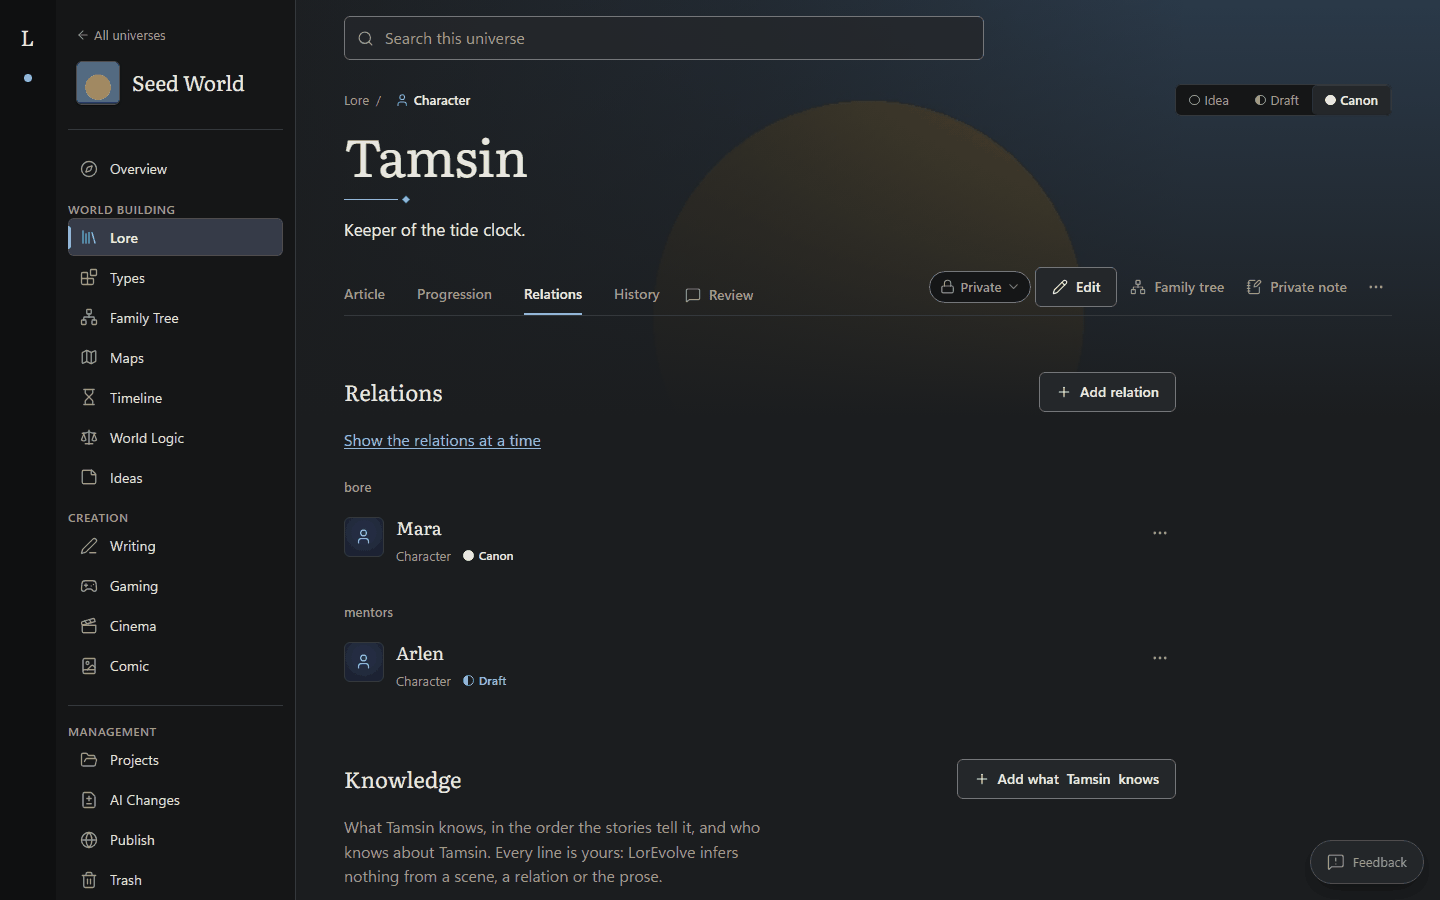 L
All universes
Seed World
Overview
WORLD BUILDING
Lore
Types
Family Tree
Maps
Timeline
World Logic
Ideas
CREATION
Writing
Gaming
Cinema
Comic
MANAGEMENT
Projects
AI Changes
Publish
Trash
Search this universe
Lore / Character
Idea Draft Canon
Tamsin
Keeper of the tide clock.
Article Progression Relations History Review
Private Edit Family tree Private note
Relations
Add relation
Show the relations at a time
bore
Mara
Character Canon
mentors
Arlen
Character Draft
Knowledge
Add what Tamsin knows
What Tamsin knows, in the order the stories tell it, and who
knows about Tamsin. Every line is yours: LorEvolve infers
nothing from a scene, a relation or the prose.
Feedback